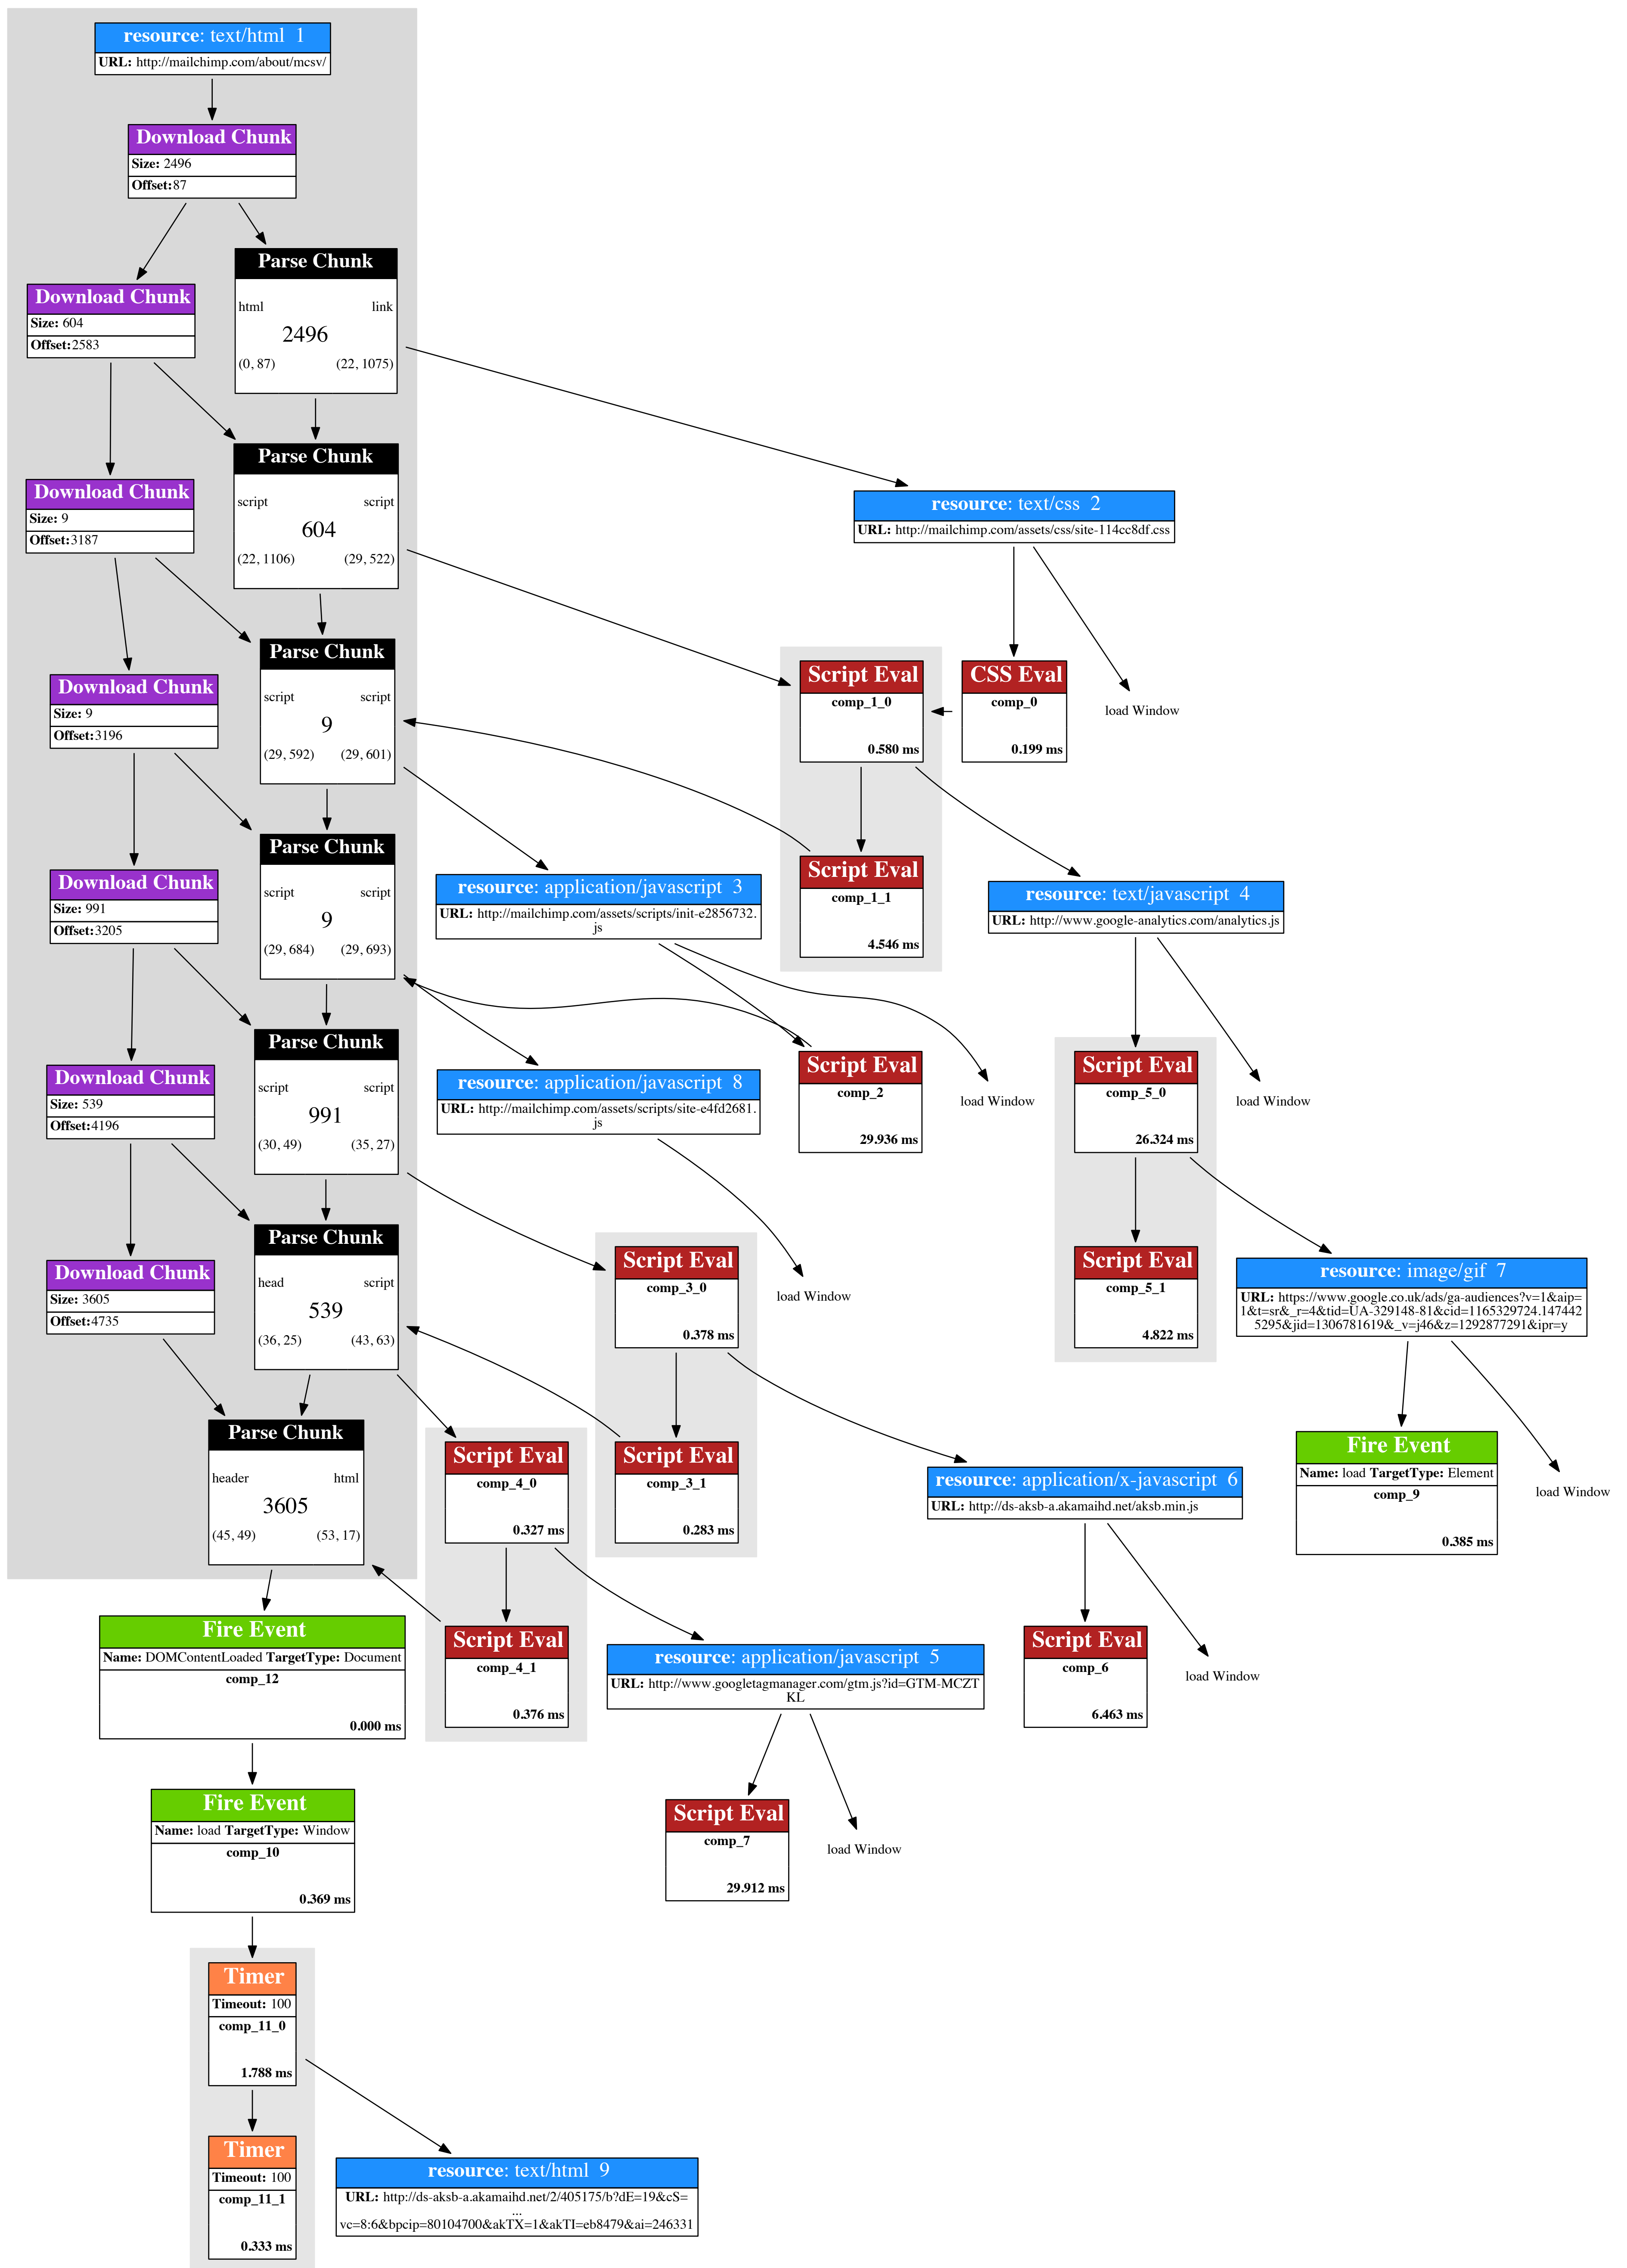 resource: text/html 1
URL: http://mailchimp.com/about/mcsv/
Download Chunk
Size: 2496
Offset:87
Parse Chunk
html link
2496
(0, 87) (22, 1075)
Download Chunk
Size: 604
Offset:2583
Parse Chunk
script script
604
(22, 1106) (29, 522)
Download Chunk
Size: 9
Offset:3187
resource: text/css 2
URL: http://mailchimp.com/assets/css/site-114cc8df.css
Parse Chunk
script script
9
(29, 592) (29, 601)
Download Chunk
Size: 9
Offset:3196
Script Eval
comp_1_0
0.580 ms
CSS Eval
comp_0
0.199 ms
load Window
Parse Chunk
script script
9
(29, 684) (29, 693)
Download Chunk
Size: 991
Offset:3205
resource: application/javascript 3
URL: http://mailchimp.com/assets/scripts/init-e2856732.
js
Script Eval
comp_1_1
4.546 ms
resource: text/javascript 4
URL: http://www.google-analytics.com/analytics.js
Parse Chunk
script script
991
(30, 49) (35, 27)
Download Chunk
Size: 539
Offset:4196
resource: application/javascript 8
URL: http://mailchimp.com/assets/scripts/site-e4fd2681.
js
Script Eval
comp_2
29.936 ms
load Window
Script Eval
comp_5_0
26.324 ms
load Window
Parse Chunk
head script
539
(36, 25) (43, 63)
Download Chunk
Size: 3605
Offset:4735
Script Eval
comp_3_0
0.378 ms
load Window
Script Eval
comp_5_1
4.822 ms
resource: image/gif 7
URL: https://www.google.co.uk/ads/ga-audiences?v=1&aip=
1&t=sr&_r=4&tid=UA-329148-81&cid=1165329724.147442
5295&jid=1306781619&_v=j46&z=1292877291&ipr=y
Parse Chunk
header html
3605
(45, 49) (53, 17)
Script Eval
comp_4_0
0.327 ms
Script Eval
comp_3_1
0.283 ms
resource: application/x-javascript 6
URL: http://ds-aksb-a.akamaihd.net/aksb.min.js
Fire Event
Name: load TargetType: Element
comp_9
0.385 ms
load Window
Fire Event
Name: DOMContentLoaded TargetType: Document
comp_12
0.000 ms
Script Eval
comp_4_1
0.376 ms
resource: application/javascript 5
URL: http://www.googletagmanager.com/gtm.js?id=GTM-MCZT
KL
Script Eval
comp_6
6.463 ms
load Window
Fire Event
Name: load TargetType: Window
comp_10
0.369 ms
Script Eval
comp_7
29.912 ms
load Window
Timer
Timeout: 100
comp_11_0
1.788 ms
Timer
Timeout: 100
comp_11_1
0.333 ms
resource: text/html 9
URL: http://ds-aksb-a.akamaihd.net/2/405175/b?dE=19&cS=
...
vc=8:6&bpcip=80104700&akTX=1&akTI=eb8479&ai=246331